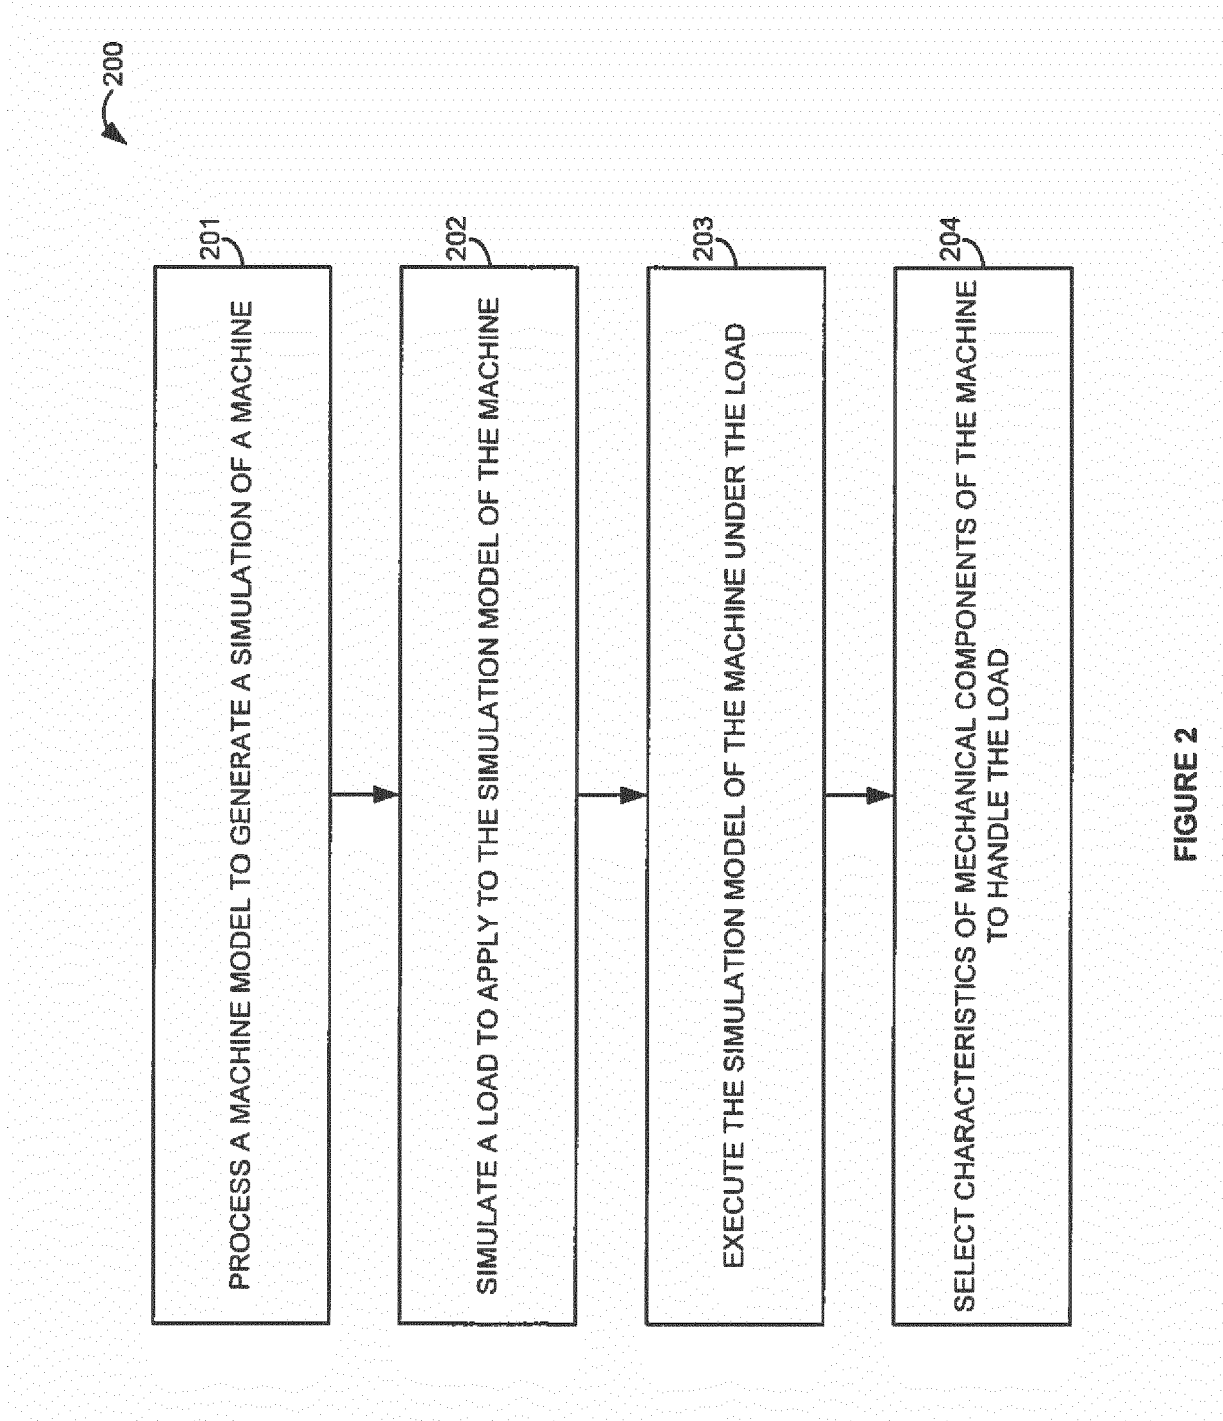 200
201
PROCESS A MACHINE MODEL TO GENERATE A SIMULATION OF A MACHINE
202
SIMULATE A LOAD TO APPLY TO THE SIMULATION MODEL OF THE MACHINE
203
EXECUTE THE SIMULATION MODEL OF THE MACHINE UNDER THE LOAD
204
SELECT CHARACTERISTICS OF MECHANICAL COMPONENTS OF THE MACHINE
TO HANDLE THE LOAD
FIGURE 2